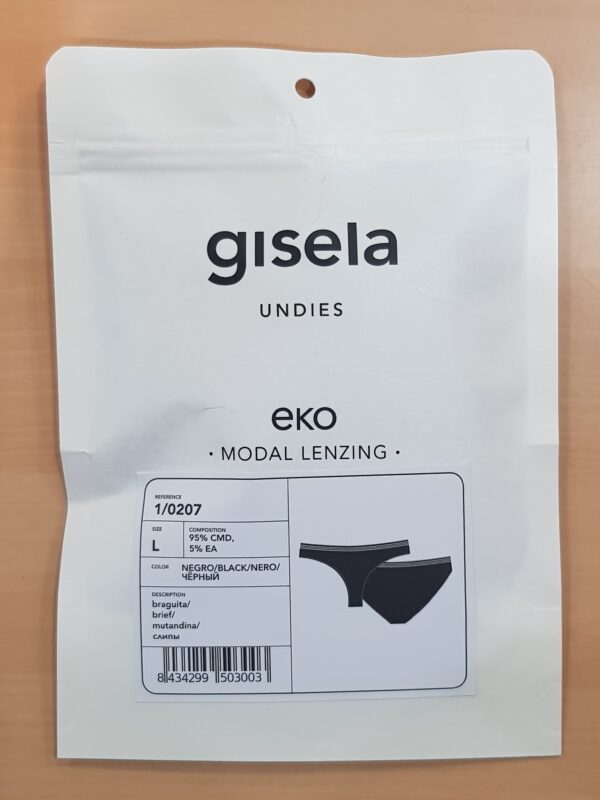 gisela
UNDIES
eко
· MODAL LENZING ·
REFERENCE
1/0207
SIZE
L
COMPOSITION
95% CMD,
5% EA
COLOR
NEGRO/BLACK/NERO/
ЧЁРНЫЙ
DESCRIPTION
braguita/
brief/
mutandina/
слипы
8 434299 503003